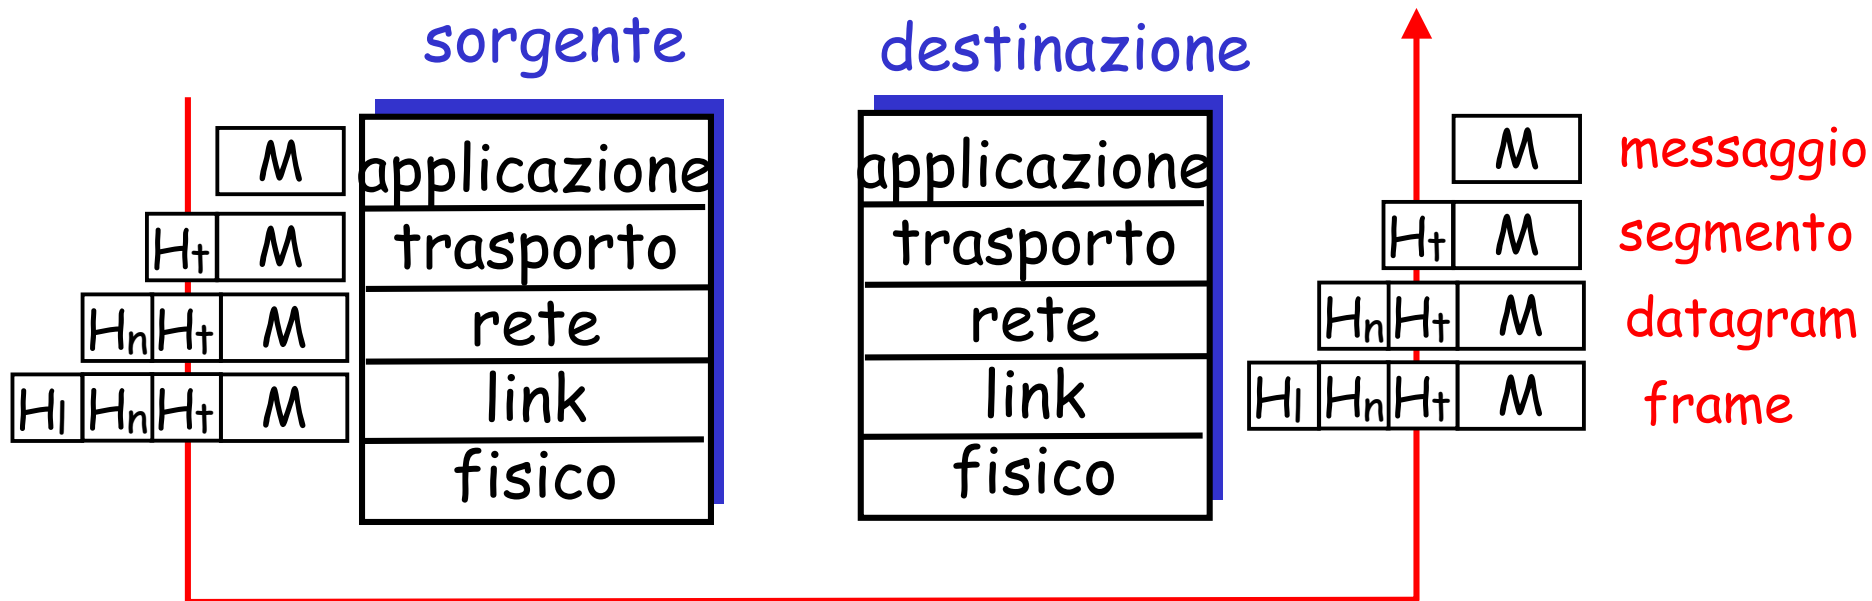 sorgente destinazione
M applicazione applicazione M messaggio
Ht M trasporto trasporto Ht M segmento
Hn Ht M rete rete Hn Ht M datagram
Hl Hn Ht M link link Hl Hn Ht M frame
fisico fisico